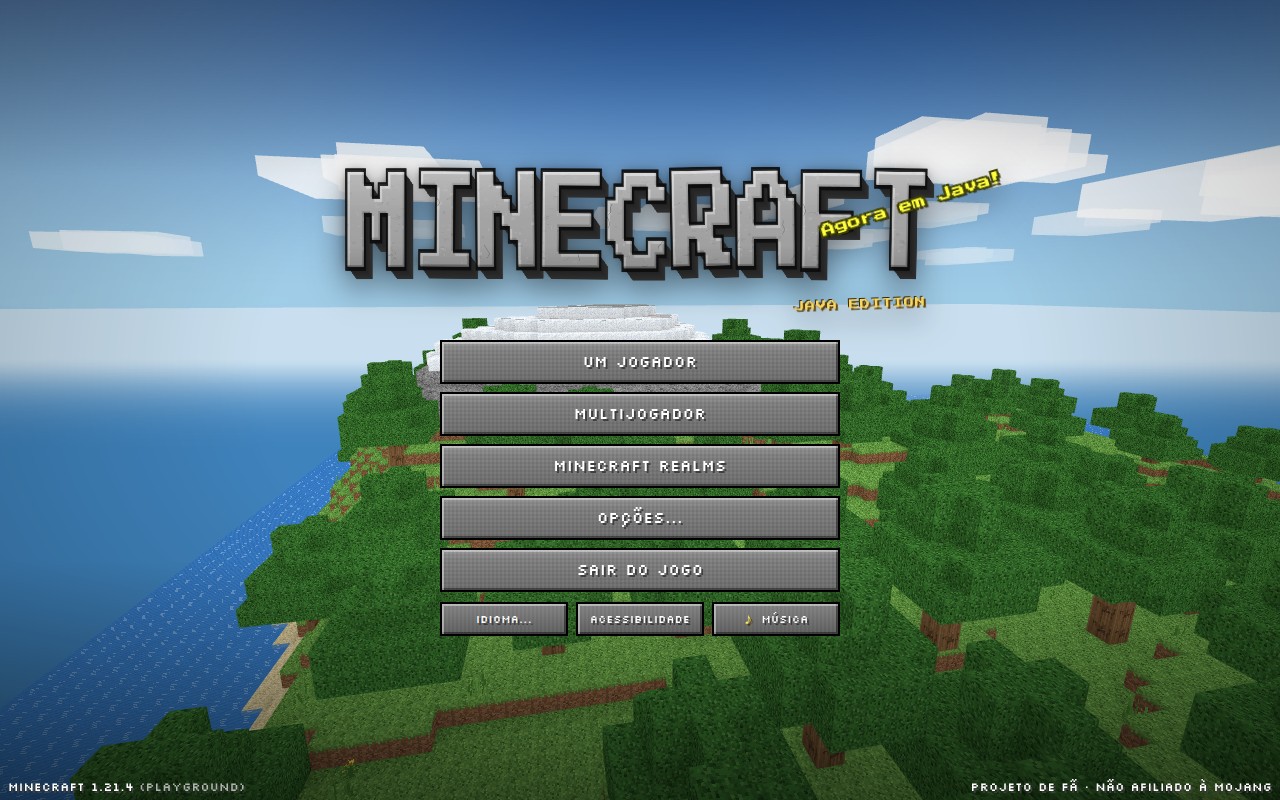 MINECRAFT
Agora em Java!
JAVA EDITION
UM JOGADOR
MULTIJOGADOR
MINECRAFT REALMS
OPÇÕES...
SAIR DO JOGO
IDIOMA...
ACESSIBILIDADE
♪ MÚSICA
MINECRAFT 1.21.4 (PLAYGROUND)
PROJETO DE FÃ · NÃO AFILIADO À MOJANG